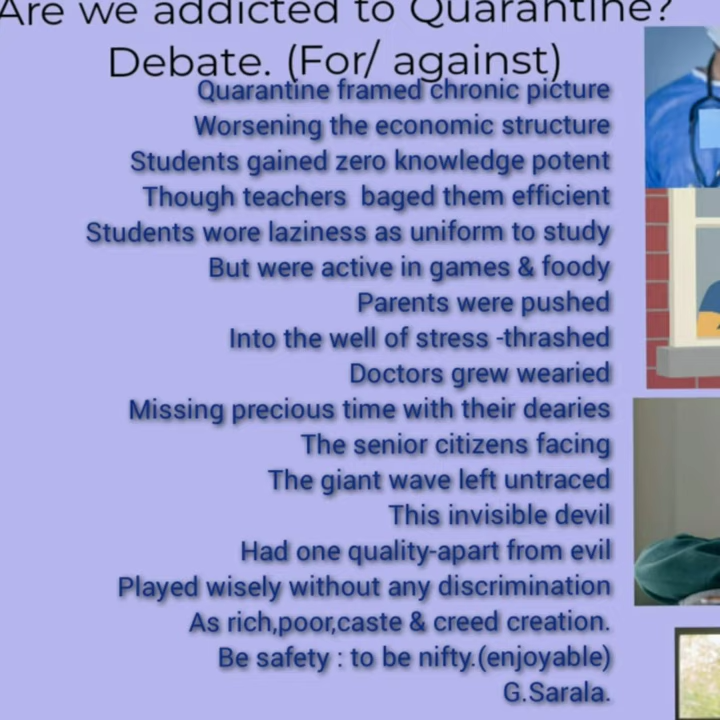 Are we addicted to Quarantine?
Debate. (For/ against)
Quarantine framed chronic picture
Worsening the economic structure
Students gained zero knowledge potent
Though teachers baged them efficient
Students wore laziness as uniform to study
But were active in games & foody
Parents were pushed
Into the well of stress -thrashed
Doctors grew wearied
Missing precious time with their dearies
The senior citizens facing
The giant wave left untraced
This invisible devil
Had one quality-apart from evil
Played wisely without any discrimination
As rich,poor,caste & creed creation.
Be safety : to be nifty.(enjoyable)
G.Sarala.